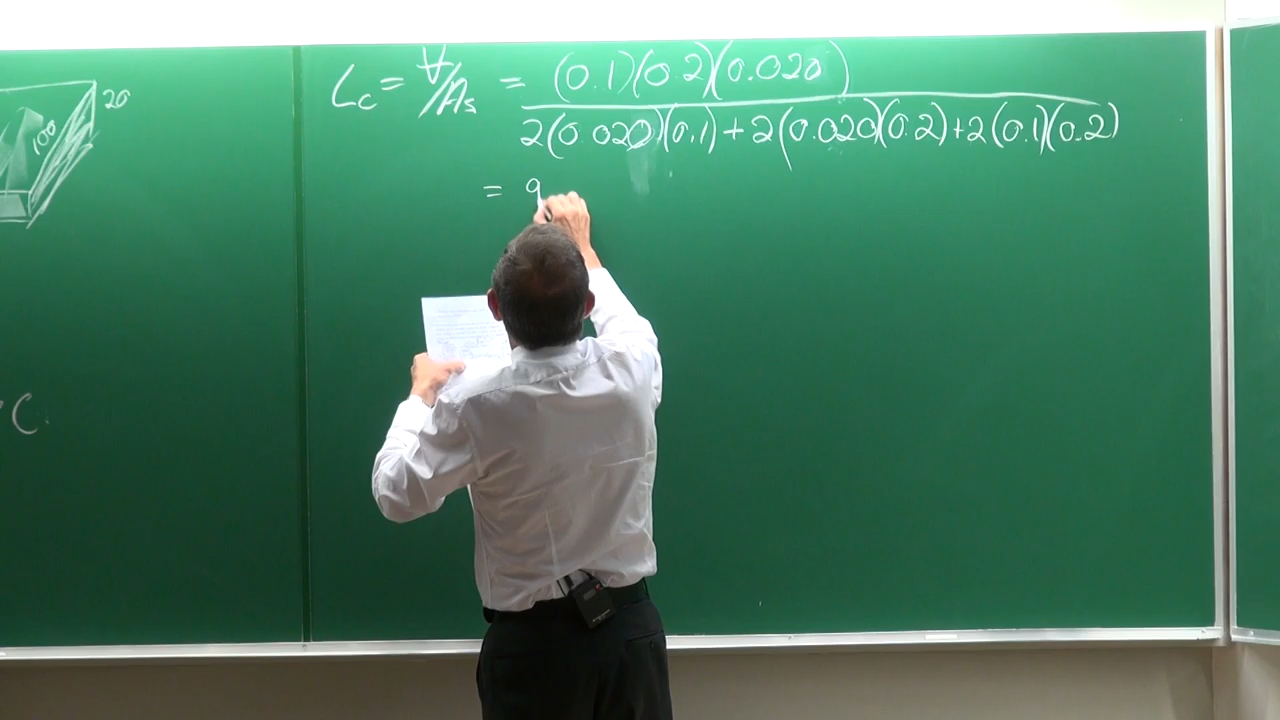 20
100
C.
Lc = V/As = (0.1)(0.2)(0.020)
2(0.020)(0.1) + 2(0.020)(0.2) + 2(0.1)(0.2)
= 9